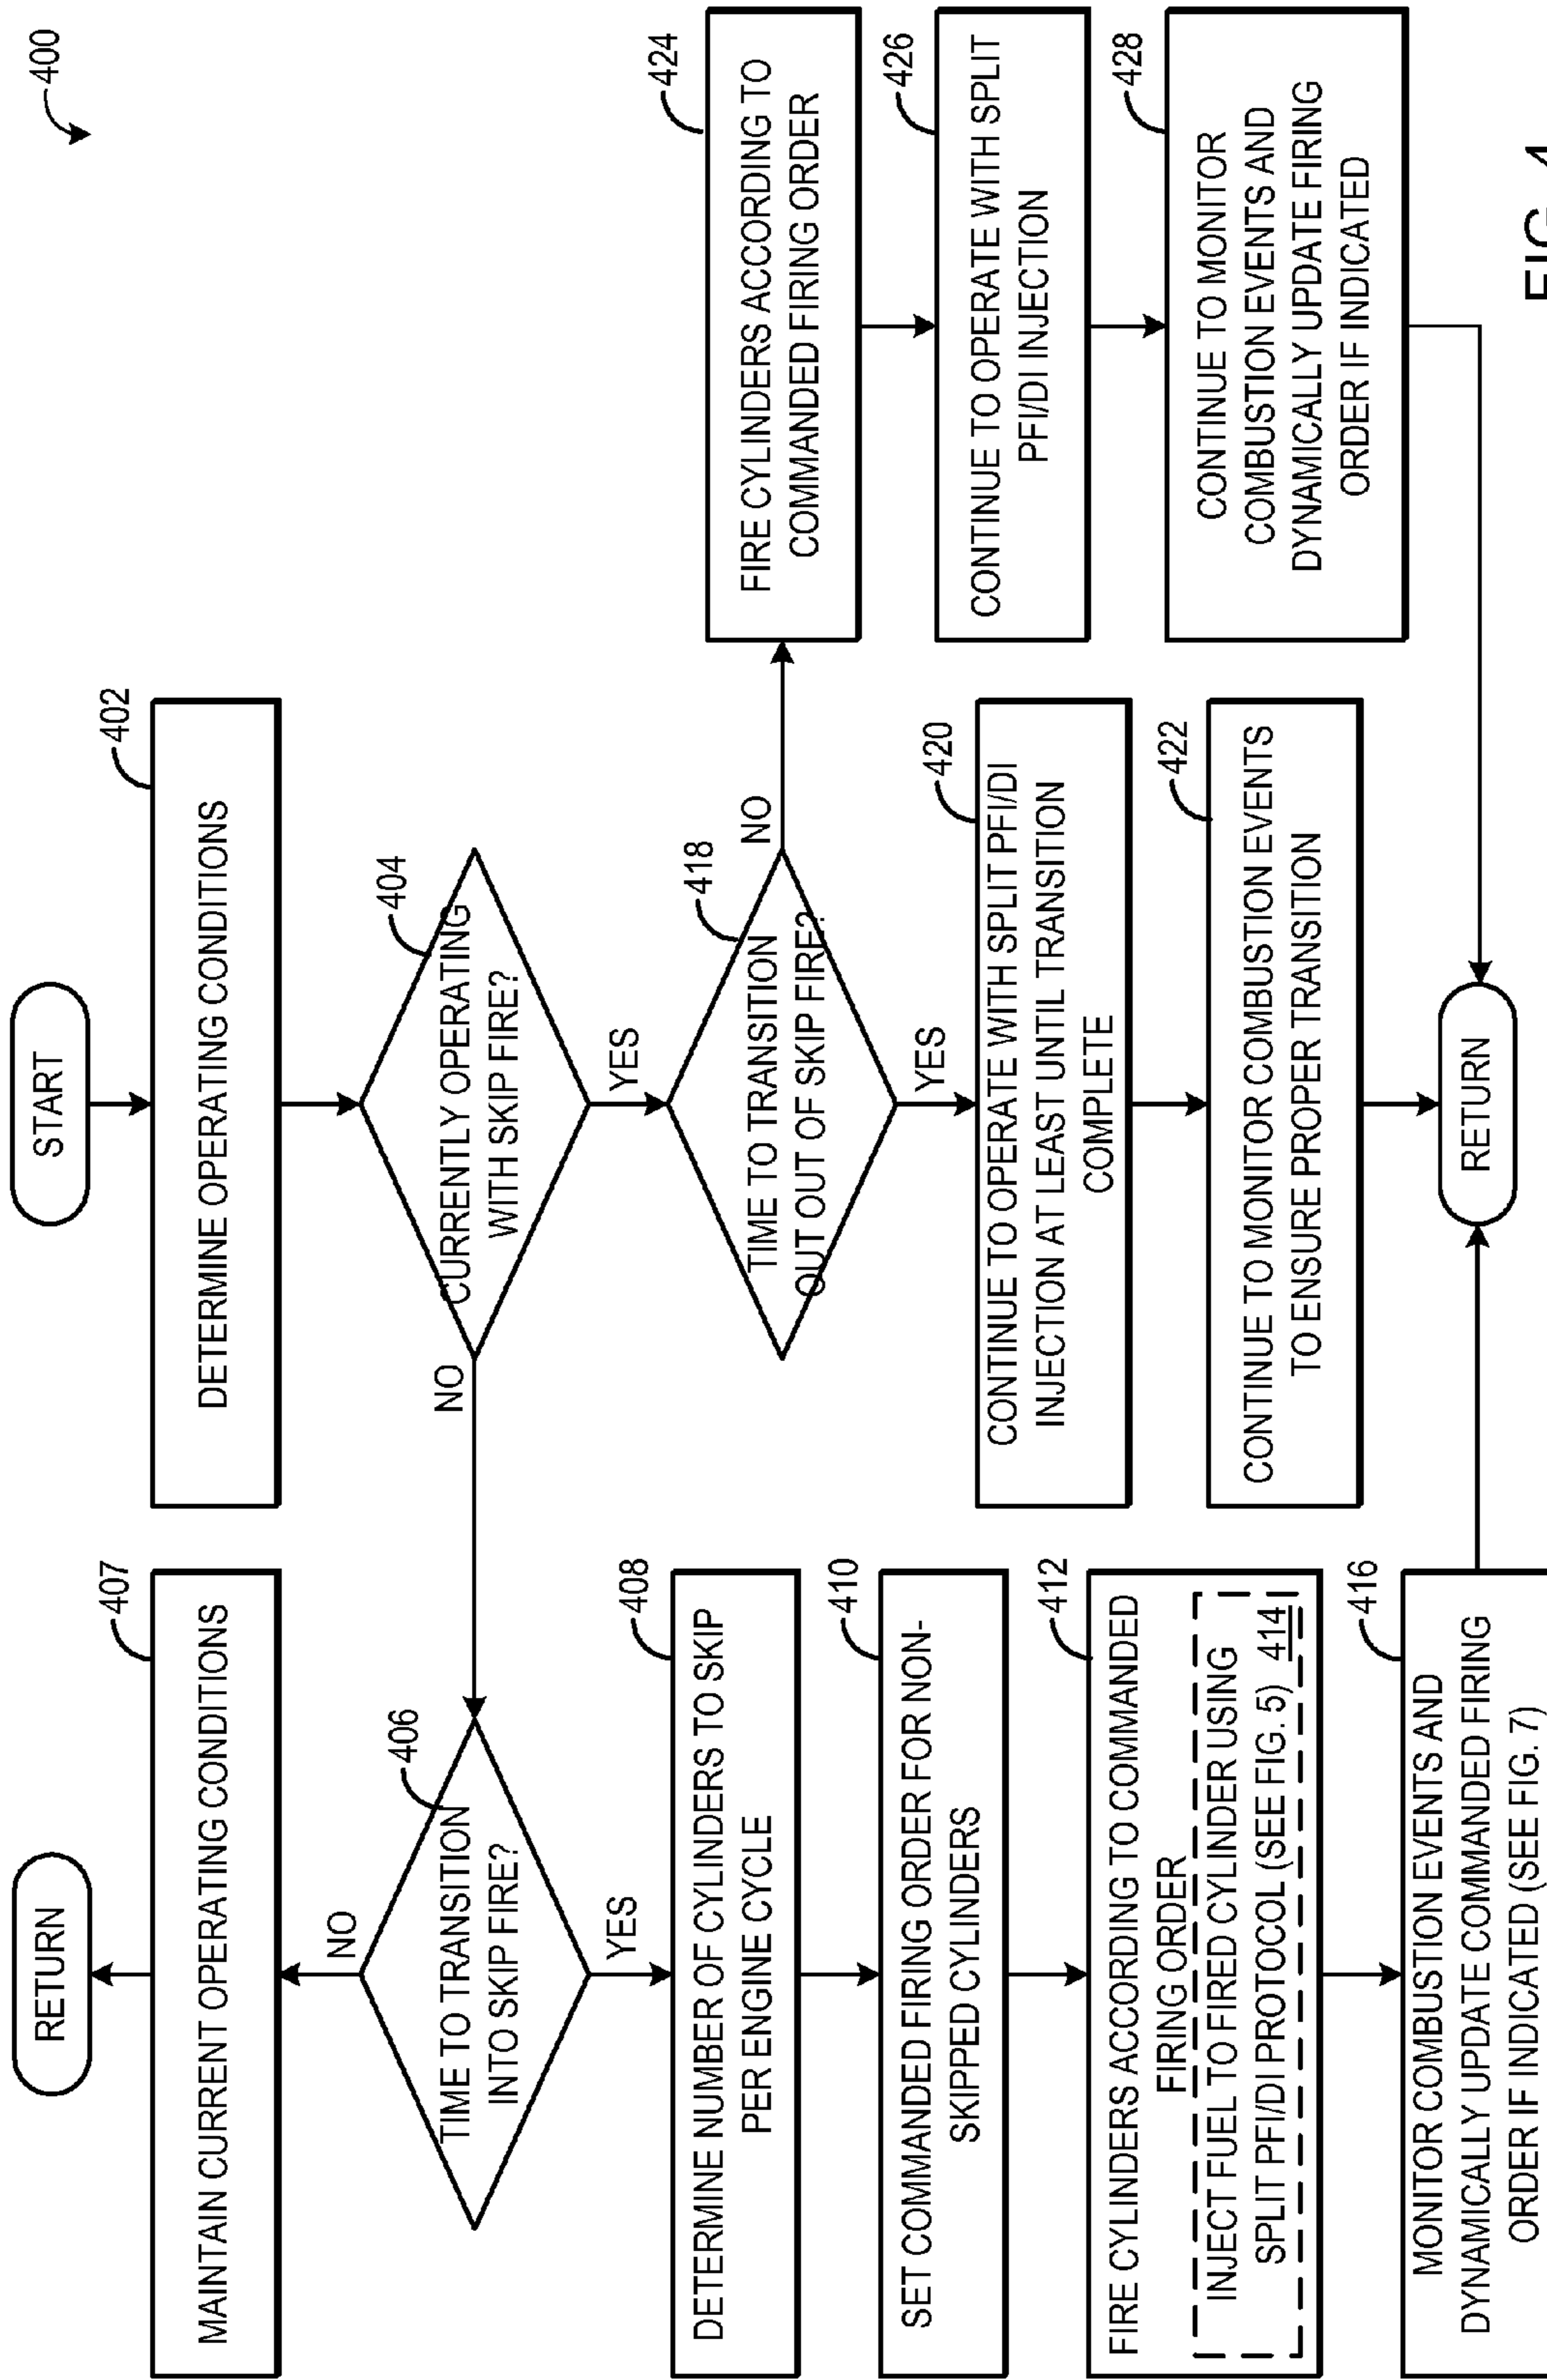 400
START
402
DETERMINE OPERATING CONDITIONS
404
CURRENTLY OPERATING
WITH SKIP FIRE?
NO
YES
RETURN
407
MAINTAIN CURRENT OPERATING CONDITIONS
NO
406
TIME TO TRANSITION
INTO SKIP FIRE?
YES
408
DETERMINE NUMBER OF CYLINDERS TO SKIP
PER ENGINE CYCLE
410
SET COMMANDED FIRING ORDER FOR NON-
SKIPPED CYLINDERS
412
FIRE CYLINDERS ACCORDING TO COMMANDED
FIRING ORDER
INJECT FUEL TO FIRED CYLINDER USING
SPLIT PFI/DI PROTOCOL (SEE FIG. 5) 414
416
MONITOR COMBUSTION EVENTS AND
DYNAMICALLY UPDATE COMMANDED FIRING
ORDER IF INDICATED (SEE FIG. 7)
418
TIME TO TRANSITION
OUT OUT OF SKIP FIRE?
NO
YES
420
CONTINUE TO OPERATE WITH SPLIT PFI/DI
INJECTION AT LEAST UNTIL TRANSITION
COMPLETE
422
CONTINUE TO MONITOR COMBUSTION EVENTS
TO ENSURE PROPER TRANSITION
RETURN
424
FIRE CYLINDERS ACCORDING TO
COMMANDED FIRING ORDER
426
CONTINUE TO OPERATE WITH SPLIT
PFI/DI INJECTION
428
CONTINUE TO MONITOR
COMBUSTION EVENTS AND
DYNAMICALLY UPDATE FIRING
ORDER IF INDICATED
FIG. 4